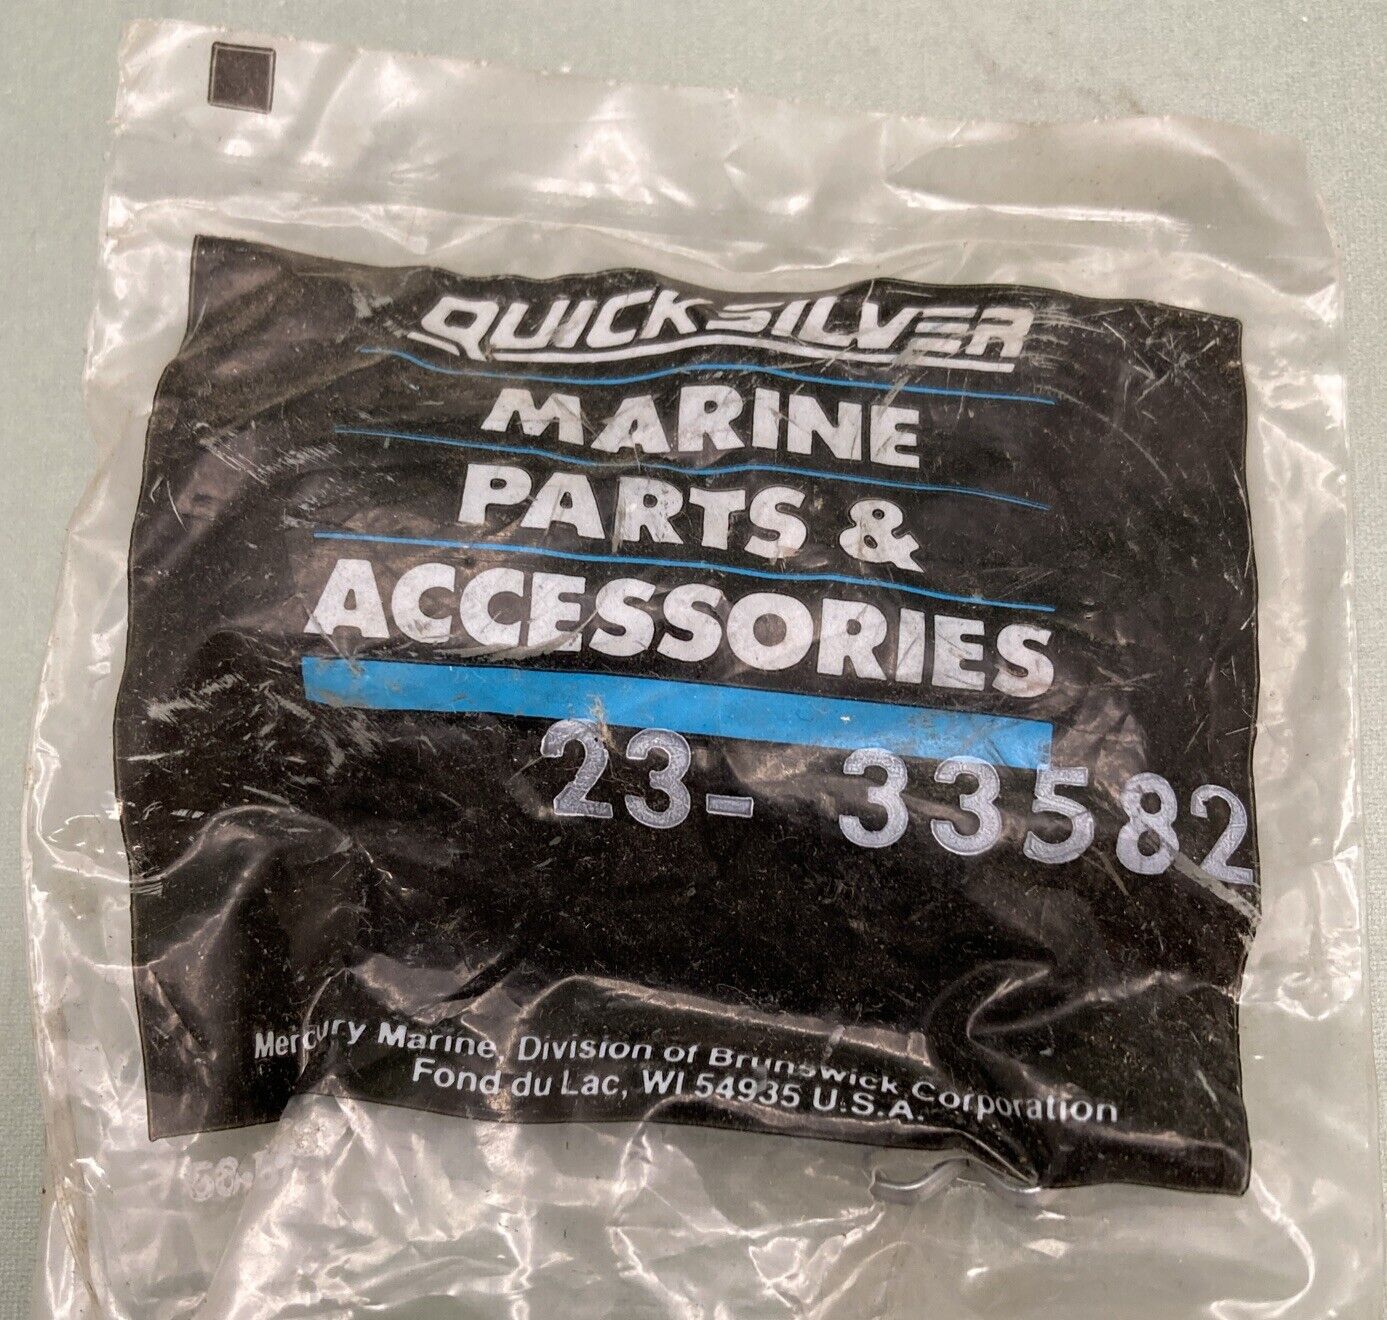 QUICKSILVER
MARINE
PARTS &
ACCESSORIES
23- 33582
Mercury Marine, Division of Brunswick Corporation
Fond du Lac, WI 54935 U.S.A.